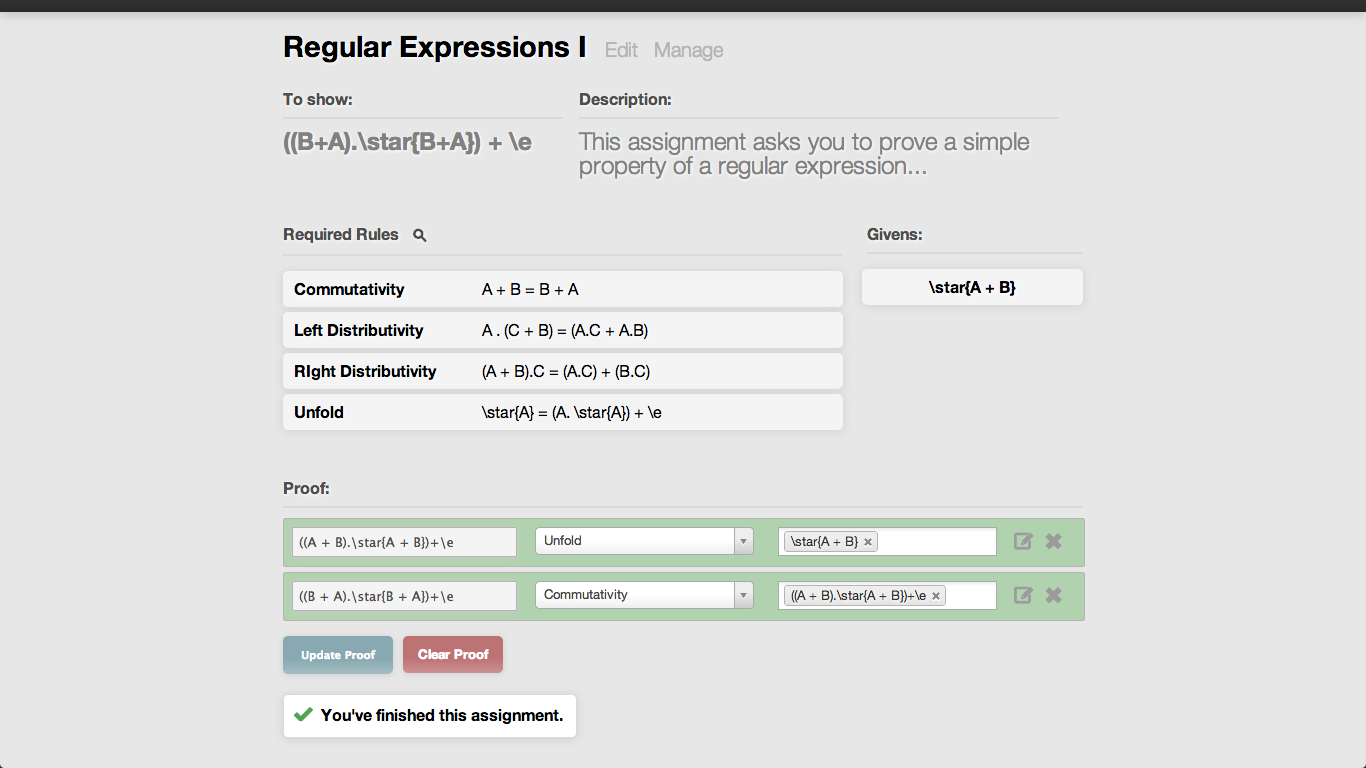 Regular Expressions I Edit Manage
To show: Description:
((B+A).\star{B+A}) + \e This assignment asks you to prove a simple
property of a regular expression...
Required Rules Givens:
Commutativity A + B = B + A \star{A + B}
Left Distributivity A . (C + B) = (A.C + A.B)
RIght Distributivity (A + B).C = (A.C) + (B.C)
Unfold \star{A} = (A. \star{A}) + \e
Proof:
((A + B).\star{A + B})+\e Unfold \star{A + B}
((B + A).\star{B + A})+\e Commutativity ((A + B).\star{A + B})+\e
Update Proof Clear Proof
You've finished this assignment.